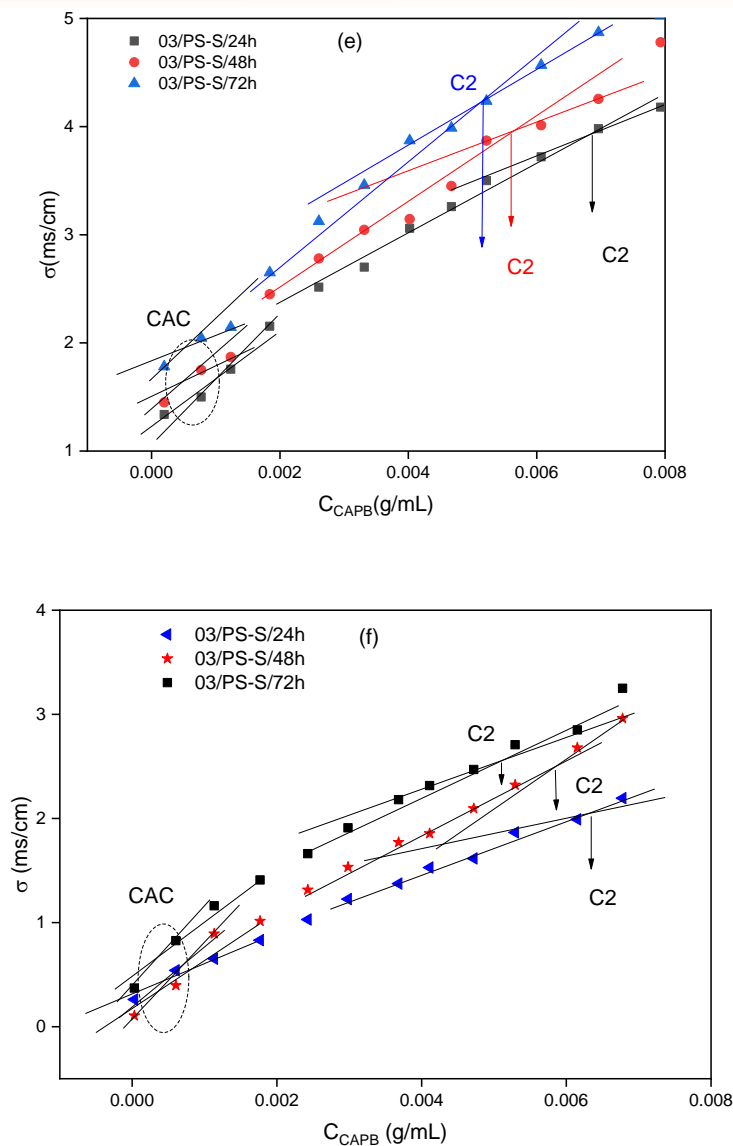 (e)
03/PS-S/24h
03/PS-S/48h
03/PS-S/72h
C2
C2
C2
CAC
σ(ms/cm)
5
4
3
2
1
0.000 0.002 0.004 0.006 0.008
C_CAPB(g/mL)
(f)
03/PS-S/24h
03/PS-S/48h
03/PS-S/72h
C2
C2
C2
CAC
σ (ms/cm)
4
3
2
1
0
0.000 0.002 0.004 0.006 0.008
C_CAPB (g/mL)